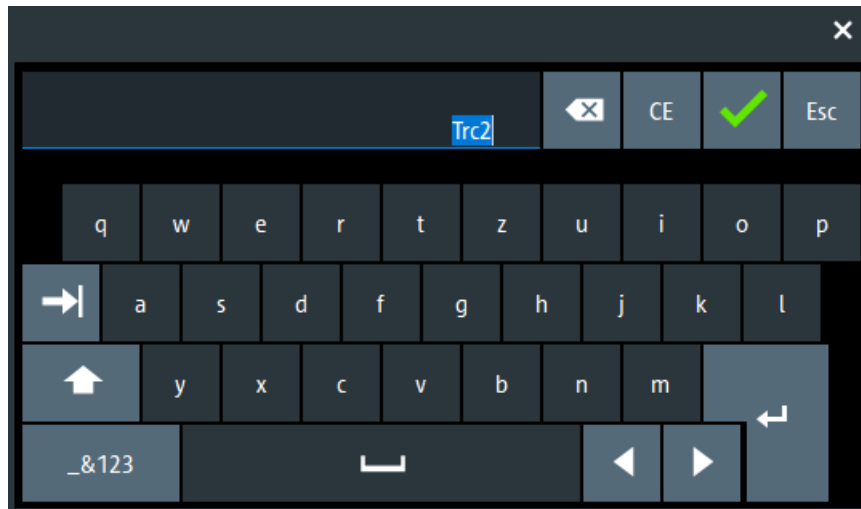 Trc2 CE Esc
q w e r t z u i o p
a s d f g h j k l
y x c v b n m
_&123